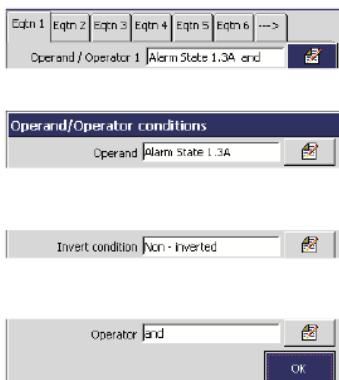 Eqtn 1 Eqtn 2 Eqtn 3 Eqtn 4 Eqtn 5 Eqtn 6 --->
Operand / Operator 1 Alarm State 1.3A and
Operand/Operator conditions
Operand Alarm State 1.3A
Invert condition Non - inverted
Operator and
OK